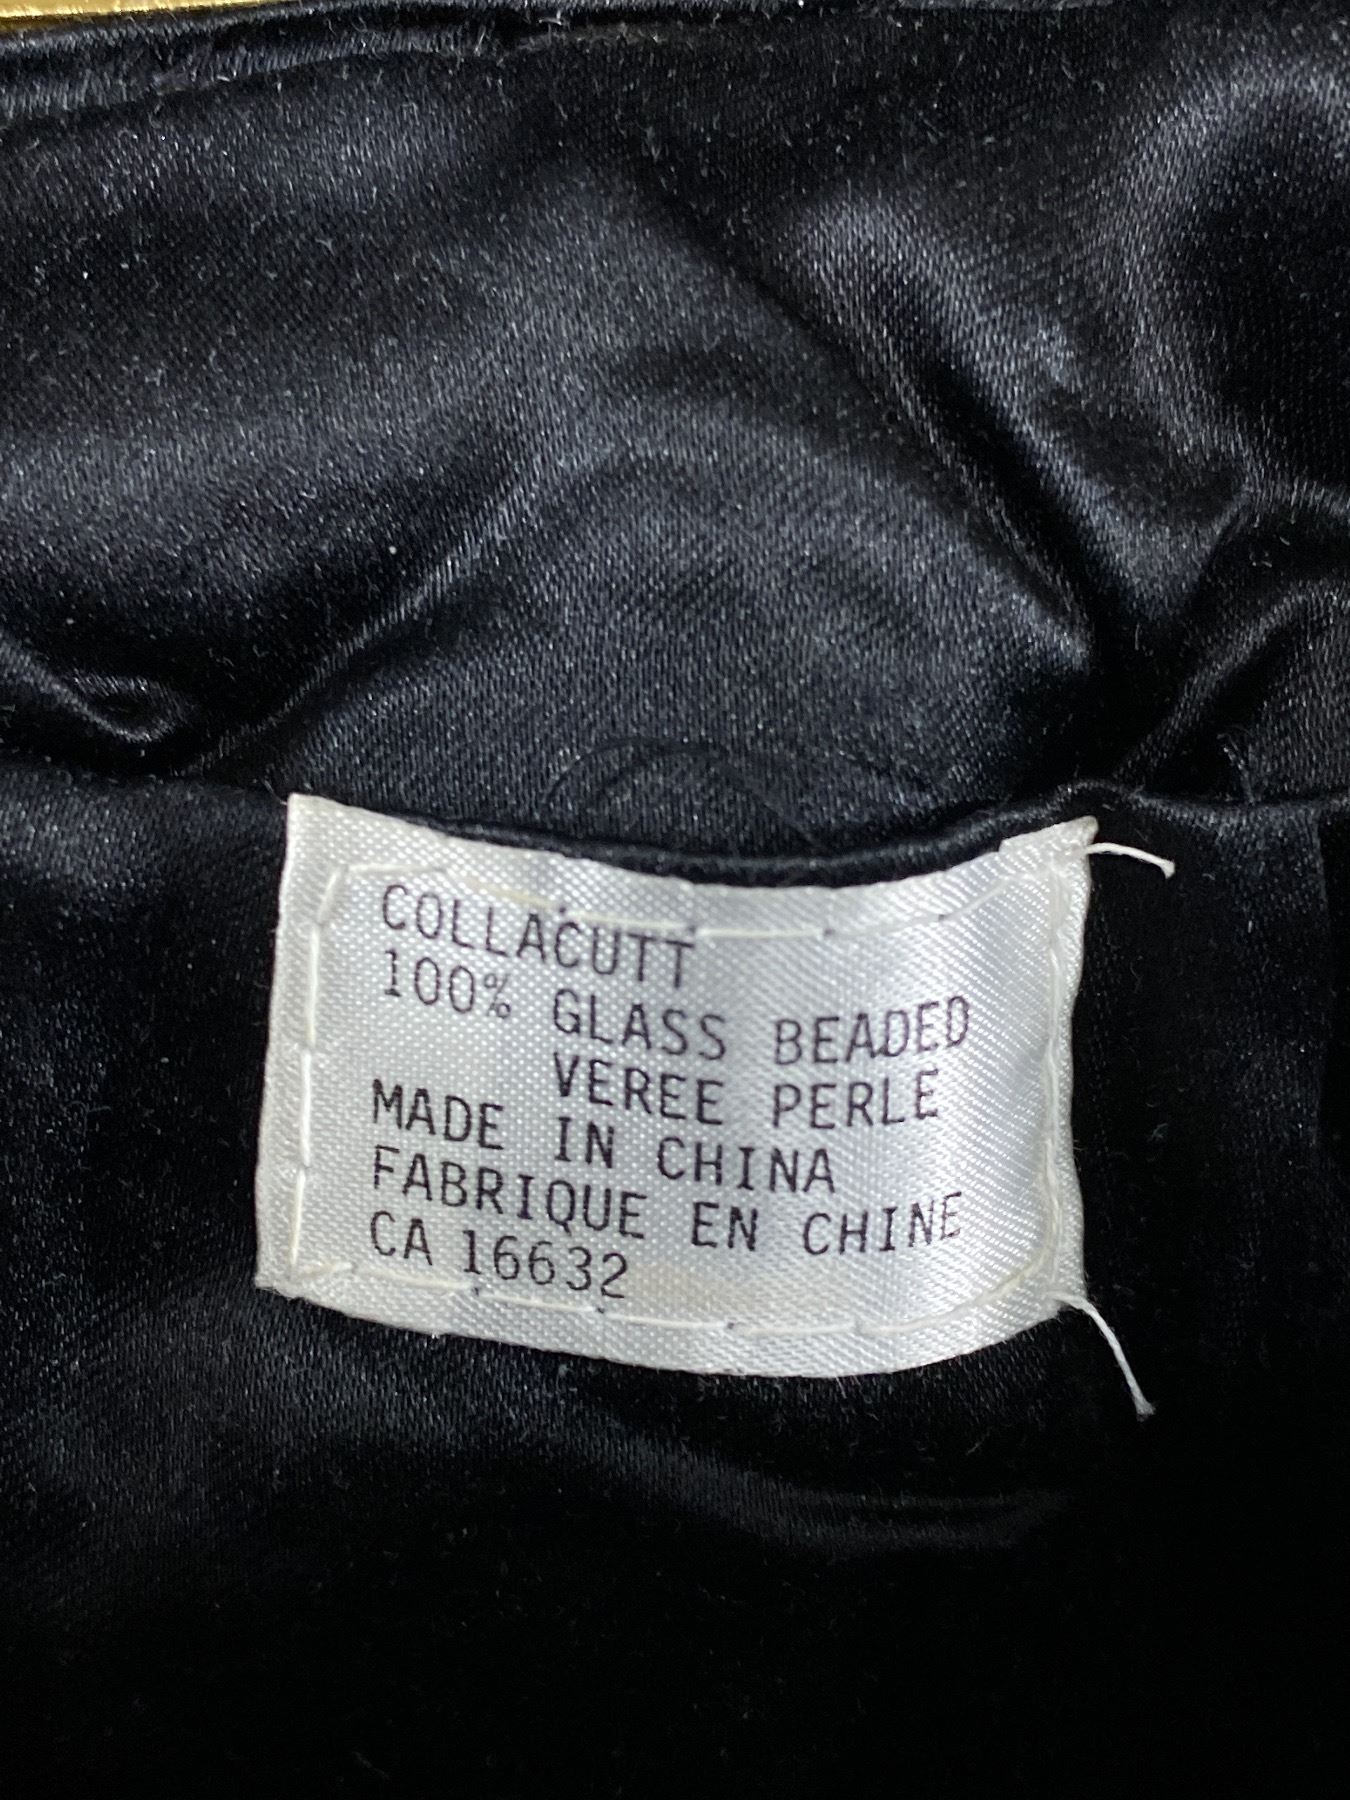 COLLACUTT
100% GLASS BEADED
VEREE PERLE
MADE IN CHINA
FABRIQUE EN CHINE
CA 16632